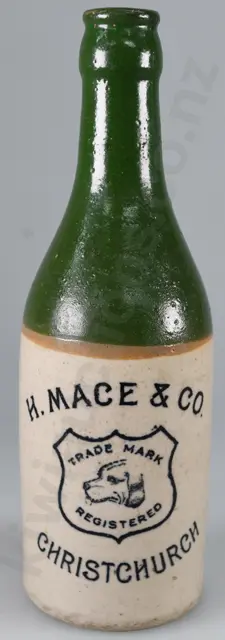 H. MACE & CO.
TRADE MARK
REGISTERED
CHRISTCHURCH